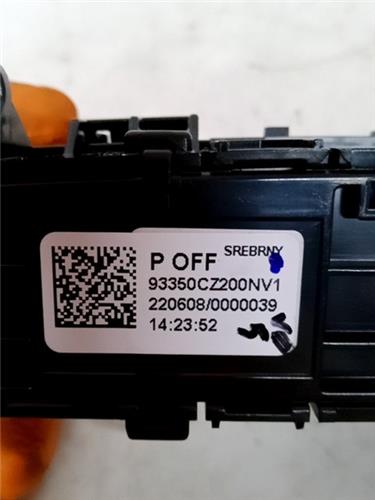 SREBRNY
P OFF
93350CZ200NV1
220608/0000039
14:23:52